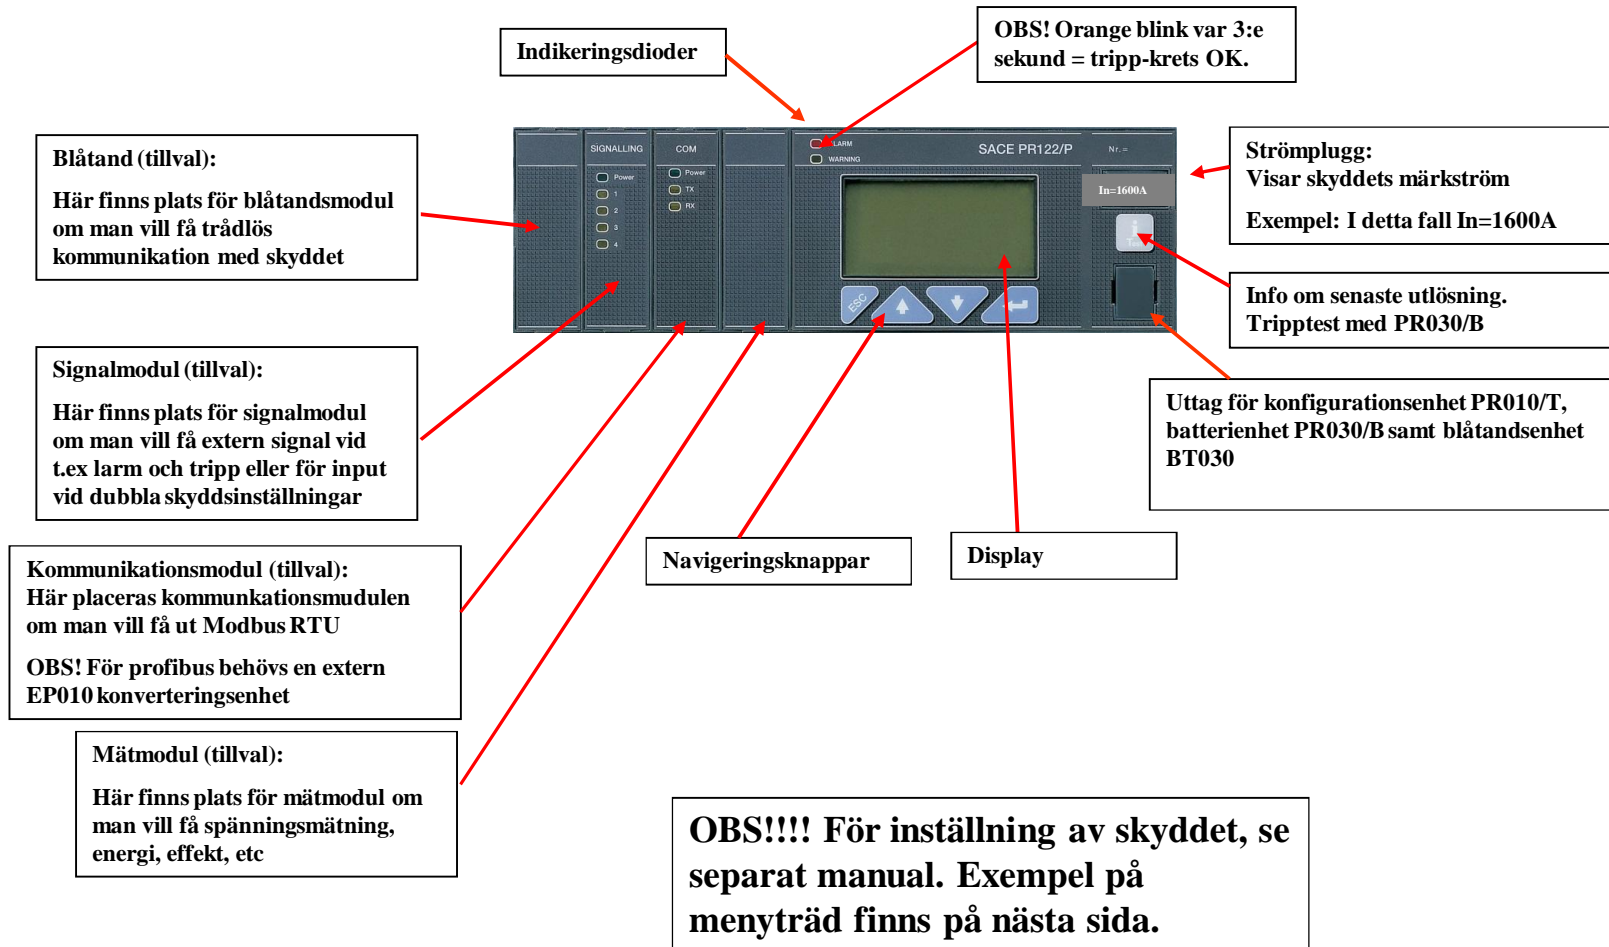 Indikeringsdioder
OBS! Orange blink var 3:e
sekund = tripp-krets OK.
Blåtand (tillval):
Här finns plats för blåtandsmodul
om man vill få trådlös
kommunikation med skyddet
SIGNALLING
Power
1
2
3
4
COM
Power
TX
RX
ALARM
WARNING
SACE PR122/P
Nr.=
In=1600A
i
Test
ESC
Strömplugg:
Visar skyddets märkström
Exempel: I detta fall In=1600A
Info om senaste utlösning.
Tripptest med PR030/B
Uttag för konfigurationsenhet PR010/T,
batterienhet PR030/B samt blåtandsenhet
BT030
Signalmodul (tillval):
Här finns plats för signalmodul
om man vill få extern signal vid
t.ex larm och tripp eller för input
vid dubbla skyddsinställningar
Navigeringsknappar
Display
Kommunikationsmodul (tillval):
Här placeras kommunkationsmudulen
om man vill få ut Modbus RTU
OBS! För profibus behövs en extern
EP010 konverteringsenhet
Mätmodul (tillval):
Här finns plats för mätmodul om
man vill få spänningsmätning,
energi, effekt, etc
OBS!!!! För inställning av skyddet, se
separat manual. Exempel på
menyträd finns på nästa sida.